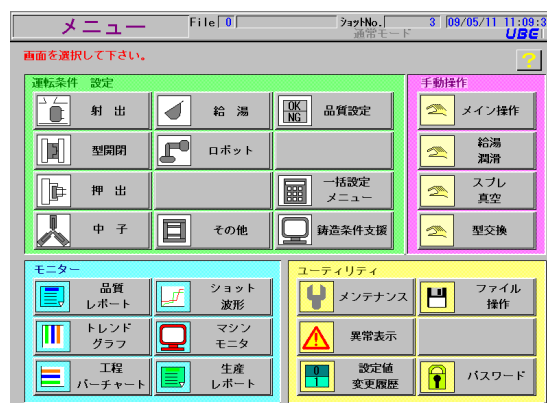 メニュー
File 0
ショットNo. 3
09/05/11 11:09:3
通常モード
UBE
画面を選択して下さい。
?
運転条件 設定
射 出
給 湯
OK
NG
品質設定
型開閉
ロボット
押 出
一括設定
メニュー
中 子
その他
鋳造条件支援
手動操作
メイン操作
給湯
潤滑
スプレ
真空
型交換
モニター
品質
レポート
ショット
波形
トレンド
グラフ
マシン
モニタ
工程
バーチャート
生産
レポート
ユーティリティ
メンテナンス
ファイル
操作
異常表示
0
1
設定値
変更履歴
パスワード